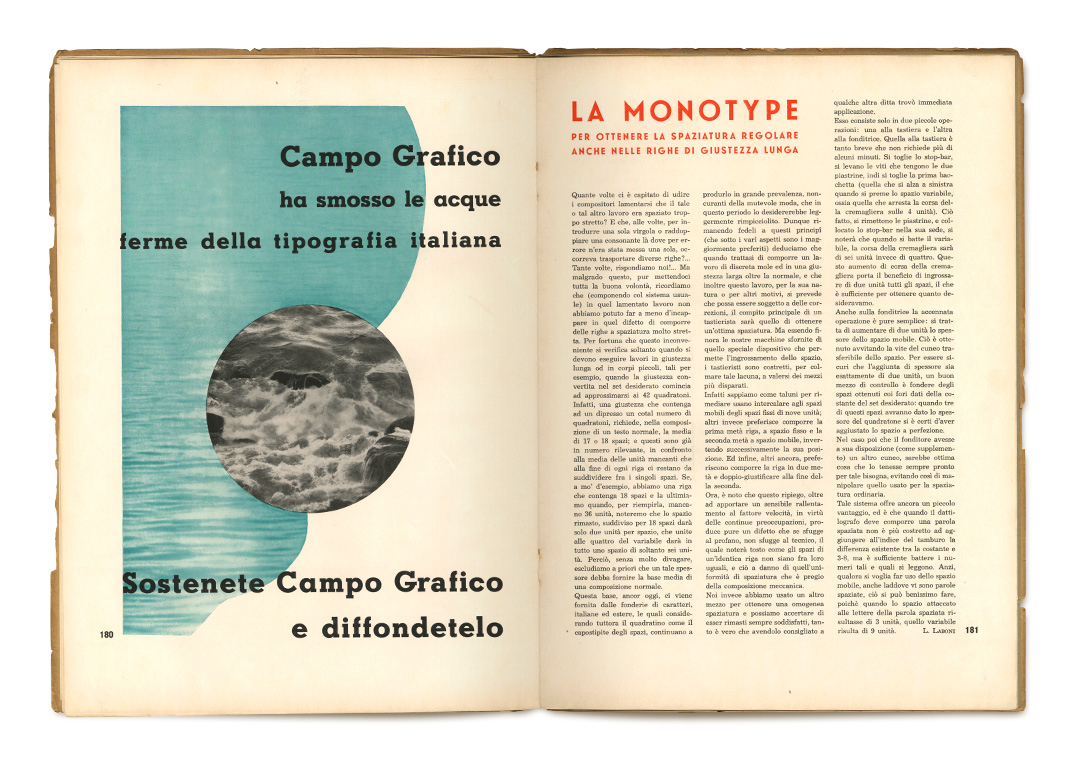 Campo Grafico
ha smosso le acque
ferme della tipografia italiana
Sostenete Campo Grafico
e diffondetelo
180
LA MONOTYPE
PER OTTENERE LA SPAZIATURA REGOLARE
ANCHE NELLE RIGHE DI GIUSTEZZA LUNGA
Quante volte ci è capitato di udire
i compositori lamentarsi che il tale
o tal altro lavoro era spaziato trop-
po stretto? E che, alle volte, per in-
trodurre una sola virgola o raddop-
piare una consonante là dove per er-
rore n'era stata messa una sola, oc-
correva trasportare diverse righe?...
Tante volte, rispondiamo noi!... Ma
malgrado questo, pur mettendoci
tutta la buona volontà, ricordiamo
che (componendo col sistema usua-
le) in quel lamentato lavoro non
abbiamo potuto far a meno d'incap-
pare in quel difetto di comporre
delle righe a spaziatura molto stret-
ta. Per fortuna che questo inconve-
niente si verifica soltanto quando si
devono eseguire lavori in giustezza
lunga od in corpi piccoli, tali per
esempio, quando la giustezza con-
vertita nel set desiderato comincia
ad approssimarsi ai 42 quadratoni.
Infatti, una giustezza che contenga
ad un dipresso un cotal numero di
quadratoni, richiede, nella composi-
zione di un testo normale, la media
di 17 o 18 spazi; e questi sono già
in numero rilevante, in confronto
alla media delle unità mancanti che
alla fine di ogni riga ci restano da
suddividere fra i singoli spazi. Se,
a mo' d'esempio, abbiamo una riga
che contenga 18 spazi e la ultimia-
mo quando, per riempirla, manca-
no 36 unità, noteremo che lo spazio
rimasto, suddiviso per 18 spazi darà
solo due unità per spazio, che unite
alle quattro del variabile darà in
tutto uno spazio di soltanto sei uni-
tà. Perciò, senza molto divagare,
escludiamo a priori che un tale spes-
sore debba fornire la base media di
una composizione normale.
Questa base, ancor oggi, ci viene
fornita dalle fonderie di caratteri,
italiane ed estere, le quali conside-
rando tuttora il quadratino come il
capostipite degli spazi, continuano a
produrlo in grande prevalenza, non-
curanti della mutevole moda, che in
questo periodo lo desidererebbe leg-
germente rimpicciolito. Dunque ri-
manendo fedeli a questi principî
(che sotto i vari aspetti sono i mag-
giormente preferiti) deduciamo che
quando trattasi di comporre un la-
voro di discreta mole ed in una giu-
stezza larga oltre la normale, e che
inoltre questo lavoro, per la sua na-
tura o per altri motivi, si prevede
che possa essere soggetto a delle cor-
rezioni, il compito principale di un
tastierista sarà quello di ottenere
un'ottima spaziatura. Ma essendo fi-
nora le nostre macchine sfornite di
quello speciale dispositivo che per-
mette l'ingrossamento dello spazio,
i tastieristi sono costretti, per col-
mare tale lacuna, a valersi dei mezzi
più disparati.
Infatti sappiamo come taluni per ri-
mediare usano intercalare agli spazi
mobili degli spazi fissi di nove unità;
altri invece preferisco comporre la
prima metà riga, a spazio fisso e la
seconda metà a spazio mobile, inver-
tendo successivamente la sua posi-
zione. Ed infine, altri ancora, prefe-
riscono comporre la riga in due me-
tà e doppio-giustificare alla fine del-
la seconda.
Ora, è noto che questo ripiego, oltre
ad apportare un sensibile rallenta-
mento al fattore velocità, in virtù
delle continue preoccupazioni, pro-
duce pure un difetto che se sfugge
al profano, non sfugge al tecnico, il
quale noterà tosto come gli spazi di
un'identica riga non siano fra loro
uguali, e ciò a danno di quell'uni-
formità di spaziatura che è pregio
della composizione meccanica.
Noi invece abbiamo usato un altro
mezzo per ottenere una omogenea
spaziatura e possiamo accertare di
esser rimasti sempre soddisfatti, tan-
to è vero che avendolo consigliato a
qualche altra ditta trovò immediata
applicazione.
Esso consiste solo in due piccole ope-
razioni: una alla tastiera e l'altra
alla fonditrice. Quella alla tastiera è
tanto breve che non richiede più di
alcuni minuti. Si toglie lo stop-bar,
si levano le viti che tengono le due
piastrine, indi si toglie la prima bac-
chetta (quella che si alza a sinistra
quando si preme lo spazio variabile,
ossia quella che arresta la corsa del-
la cremagliera sulle 4 unità). Ciò
fatto, si rimettono le piastrine, e col-
locato lo stop-bar nella sua sede, si
noterà che quando si batte il varia-
bile, la corsa della cremagliera sarà
di sei unità invece di quattro. Que-
sto aumento di corsa della crema-
gliera porta il beneficio di ingrossa-
re di due unità tutti gli spazi, il che
è sufficiente per ottenere quanto de-
sideravamo.
Anche sulla fonditrice la accennata
operazione è pure semplice: si trat-
ta di aumentare di due unità lo spes-
sore dello spazio mobile. Ciò è otte-
nuto avvitando la vite del cuneo tra-
sferibile dello spazio. Per essere si-
curi che l'aggiunta di spessore sia
esattamente di due unità, un buon
mezzo di controllo è fondere degli
spazi ottenuti coi fori dati della co-
stante del set desiderato: quando tre
di questi spazi avranno dato lo spes-
sore del quadratone si è certi d'aver
aggiustato lo spazio a perfezione.
Nel caso poi che il fonditore avesse
a sua disposizione (come supplemen-
to) un altro cuneo, sarebbe ottima
cosa che lo tenesse sempre pronto
per tale bisogna, evitando così di ma-
nipolare quello usato per la spazia-
tura ordinaria.
Tale sistema offre ancora un piccolo
vantaggio, ed è che quando il datti-
lografo deve comporre una parola
spaziata non è più costretto ad ag-
giungere all'indice del tamburo la
differenza esistente tra la costante e
3-8, ma è sufficiente battere i nu-
meri tali e quali si leggono. Anzi,
qualora si voglia far uso dello spazio
mobile, anche laddove vi sono parole
spaziate, ciò si può benissimo fare,
poichè quando lo spazio attaccato
alle lettere della parola spaziata ri-
sultasse di 3 unità, quello variabile
risulta di 9 unità. L. LABONI
181